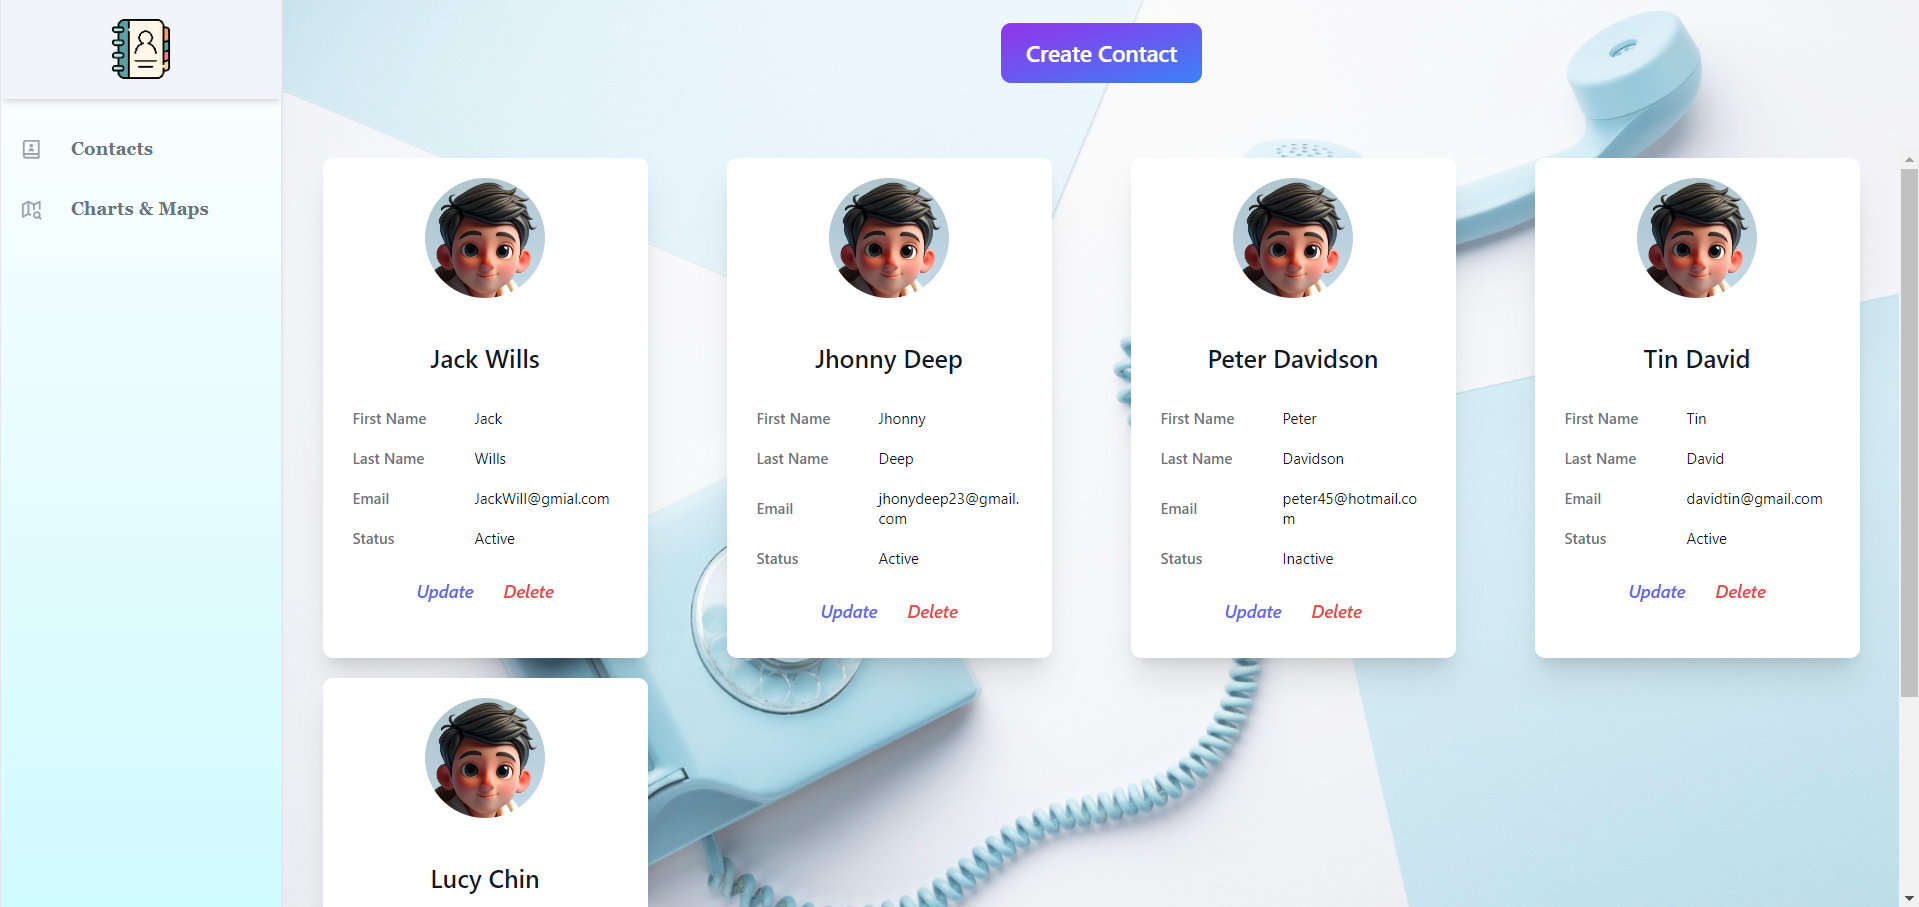 Create Contact
Contacts
Charts & Maps
Jack Wills
First Name Jack
Last Name Wills
Email JackWill@gmial.com
Status Active
Update Delete
Jhonny Deep
First Name Jhonny
Last Name Deep
Email jhonydeep23@gmail.
com
Status Active
Update Delete
Peter Davidson
First Name Peter
Last Name Davidson
Email peter45@hotmail.co
m
Status Inactive
Update Delete
Tin David
First Name Tin
Last Name David
Email davidtin@gmail.com
Status Active
Update Delete
Lucy Chin